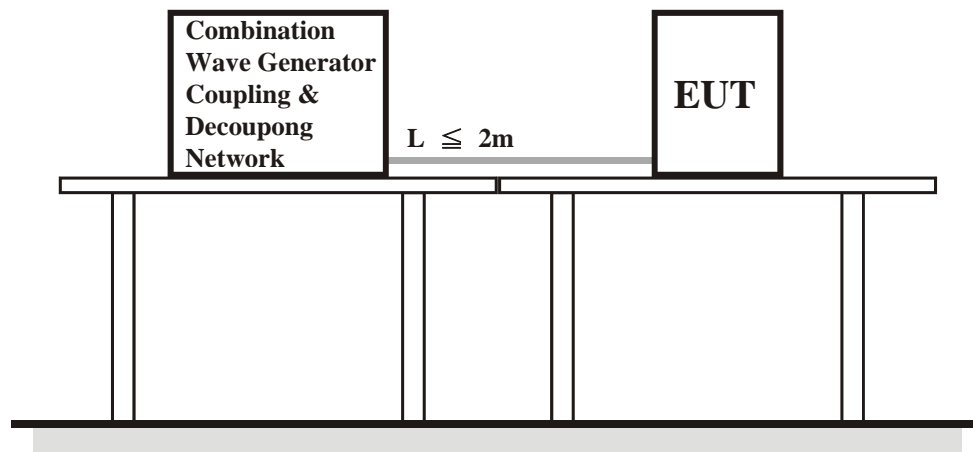 Combination
Wave Generator
Coupling &
Decoupong
Network
L ≦ 2m
EUT